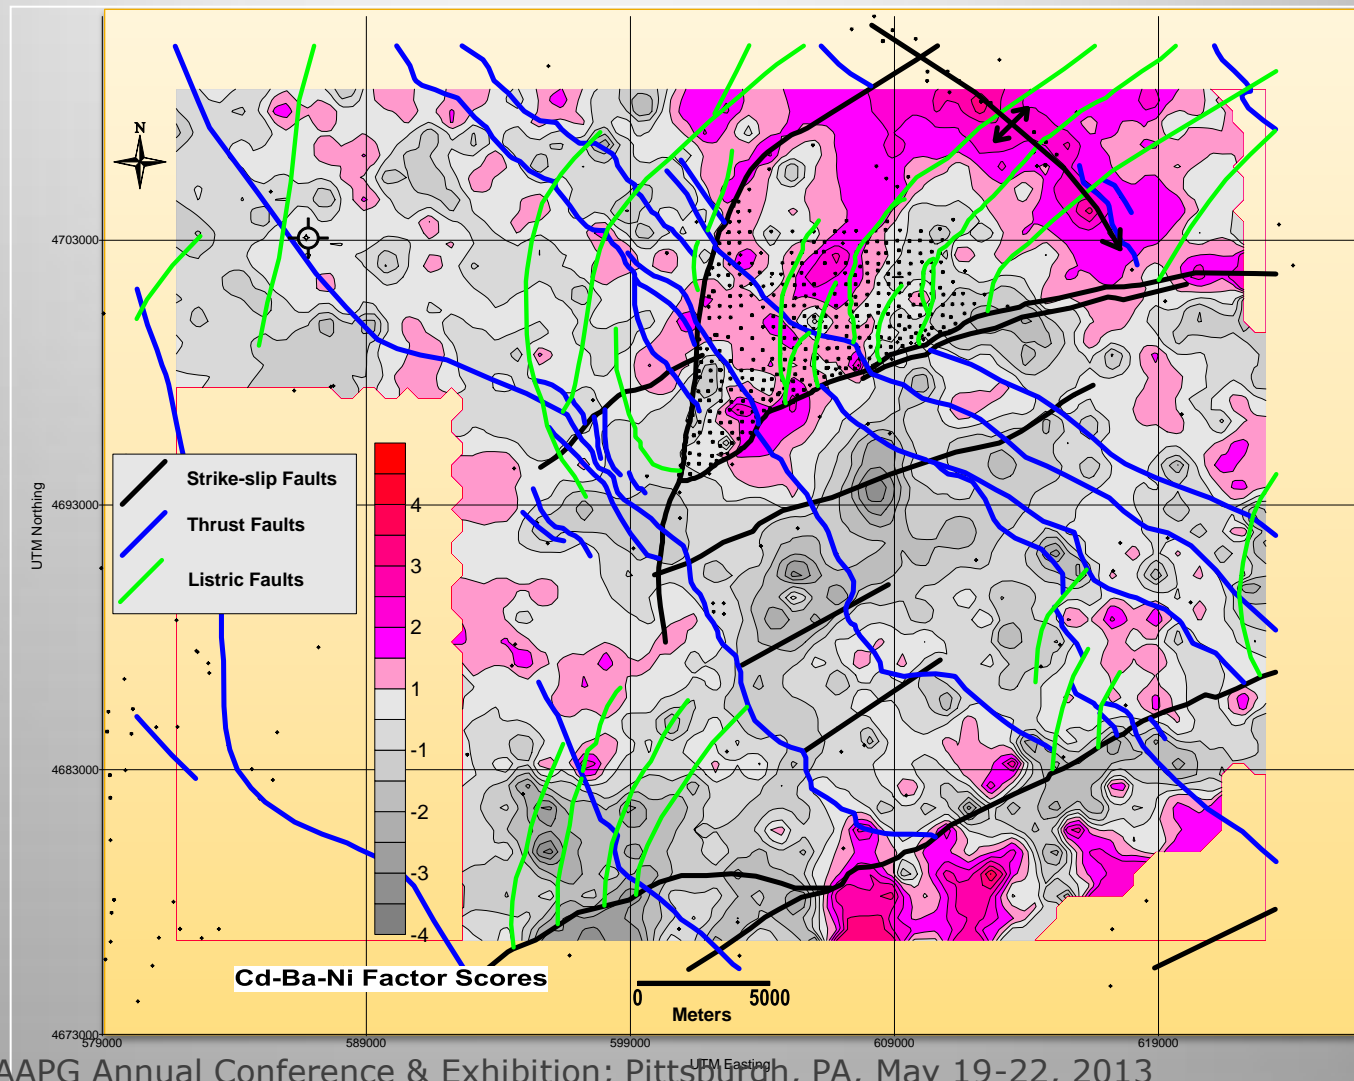 N
4703000
4693000
4683000
4673000
UTM Northing
Strike-slip Faults
Thrust Faults
Listric Faults
4
3
2
1
-1
-2
-3
-4
Cd-Ba-Ni Factor Scores
0 5000
Meters
579000 589000 599000 609000 619000
UTM Easting
AAPG Annual Conference & Exhibition; Pittsburgh, PA, May 19-22, 2013